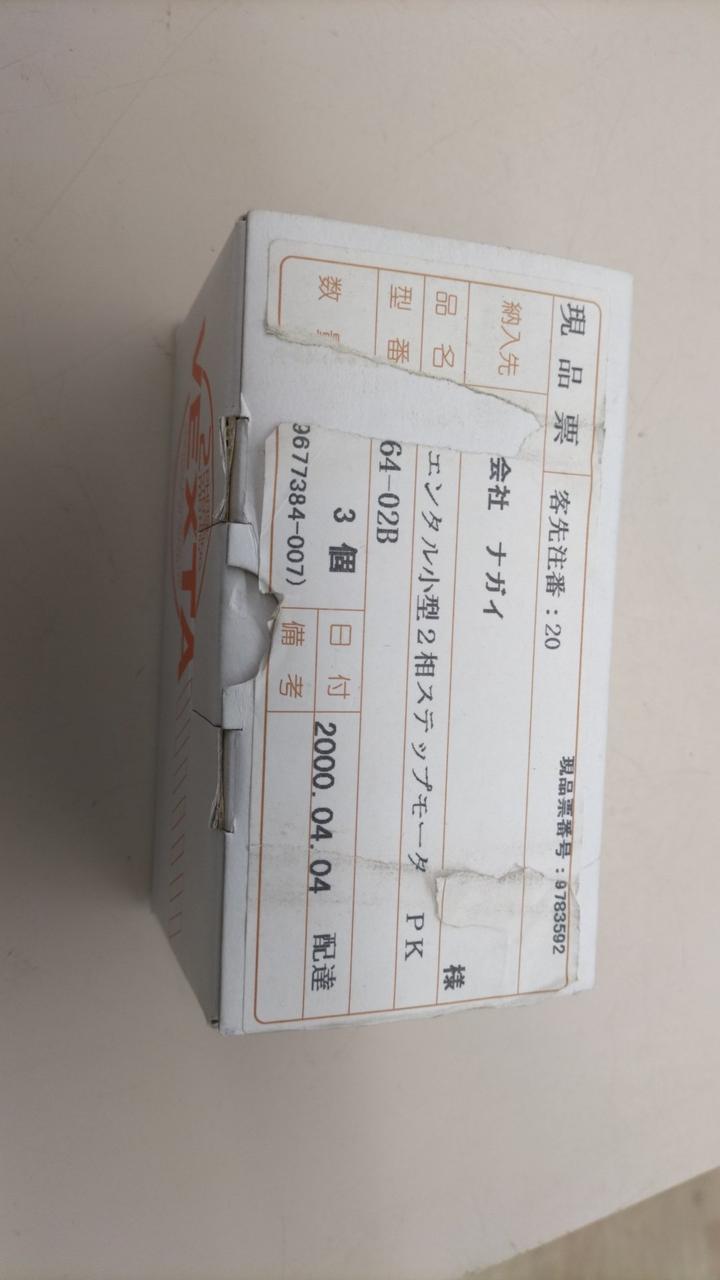 現品票 客先注番:20 現品票番号:9783592
納入先 会社 ナガイ 様
品名 エンタル小型2相ステップモータ PK
型番 64-02B
数 3個 日付 2000.04.04 配達
9677384-007) 備考
VEXTA